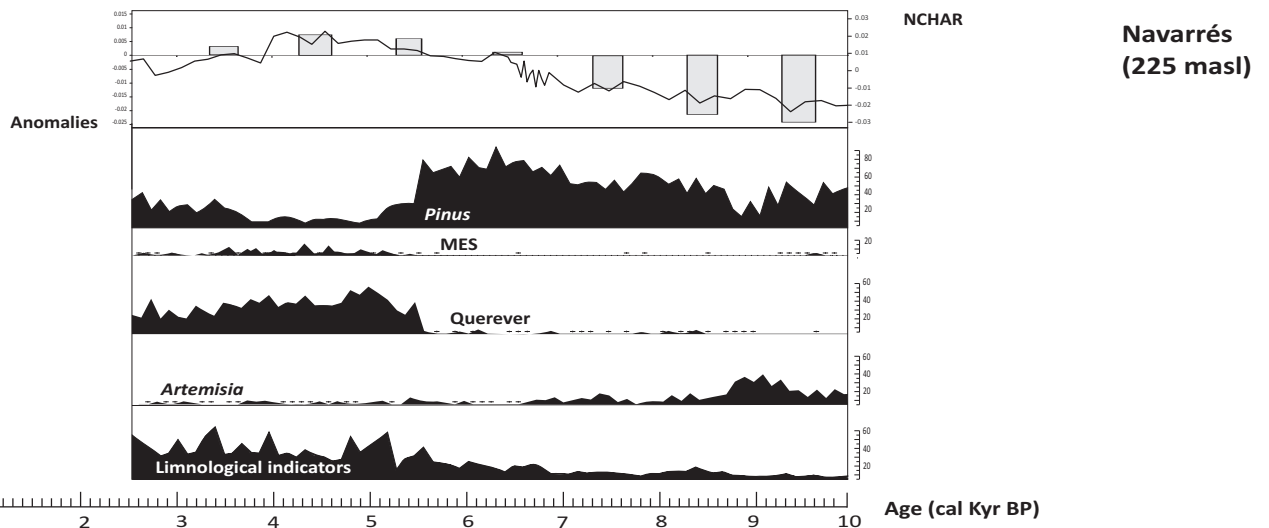 0.015
0.01
0.005
0
-0.005
-0.01
-0.015
-0.02
-0.025
0.03
0.02
0.01
0
-0.01
-0.02
-0.03
NCHAR
Navarrés
(225 masl)
Anomalies
80
60
40
20
Pinus
20
MES
60
40
20
Querever
60
40
20
Artemisia
60
40
20
Limnological indicators
2 3 4 5 6 7 8 9 10
Age (cal Kyr BP)